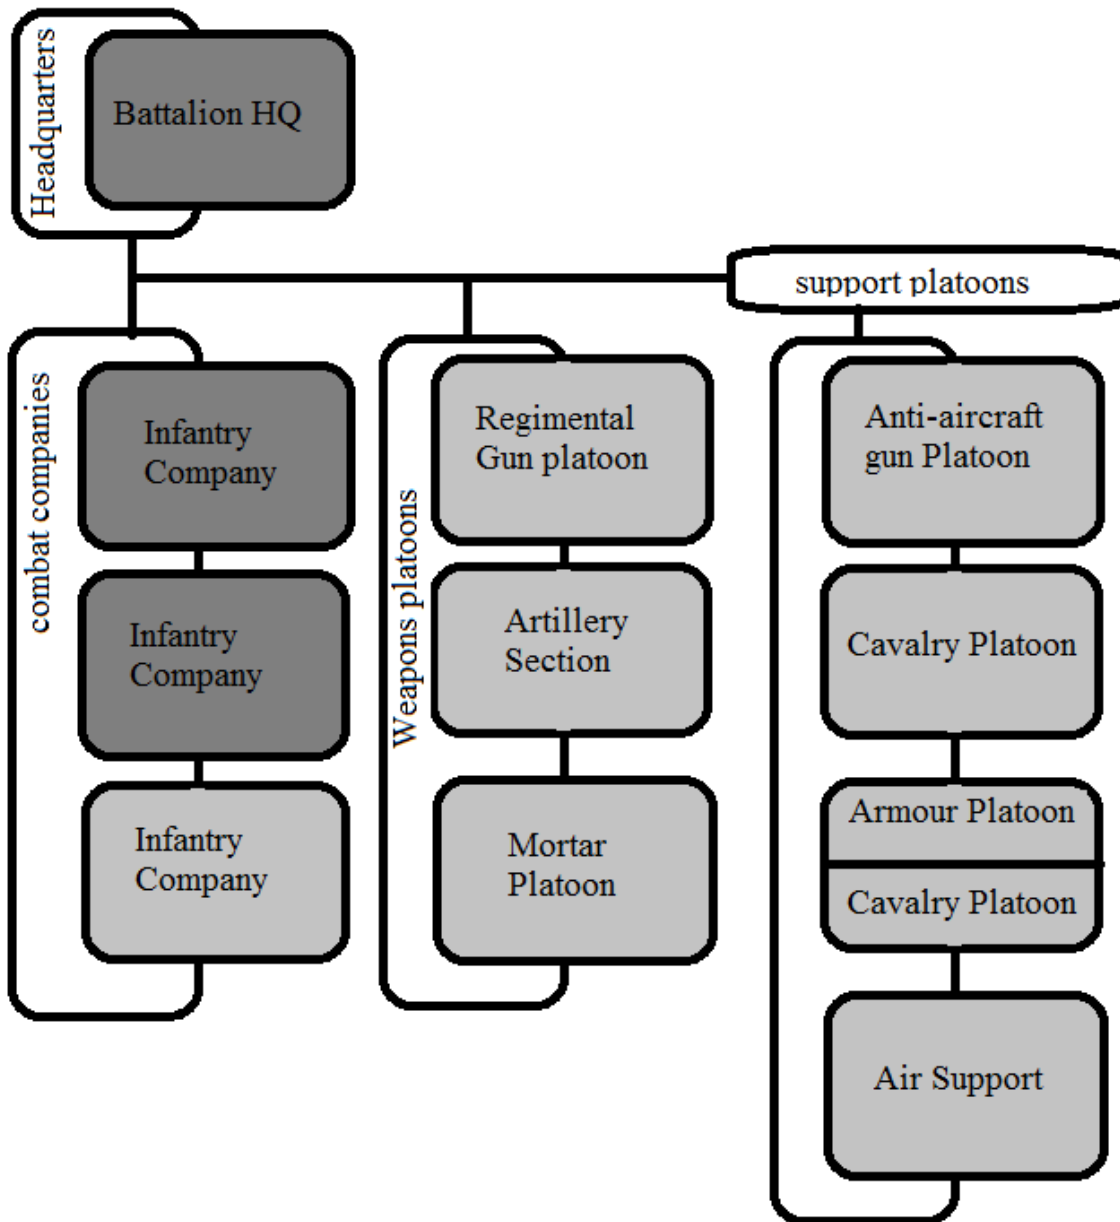 Headquarters
Battalion HQ
support platoons
combat companies
Infantry
Company
Infantry
Company
Infantry
Company
Weapons platoons
Regimental
Gun platoon
Artillery
Section
Mortar
Platoon
Anti-aircraft
gun Platoon
Cavalry Platoon
Armour Platoon
Cavalry Platoon
Air Support